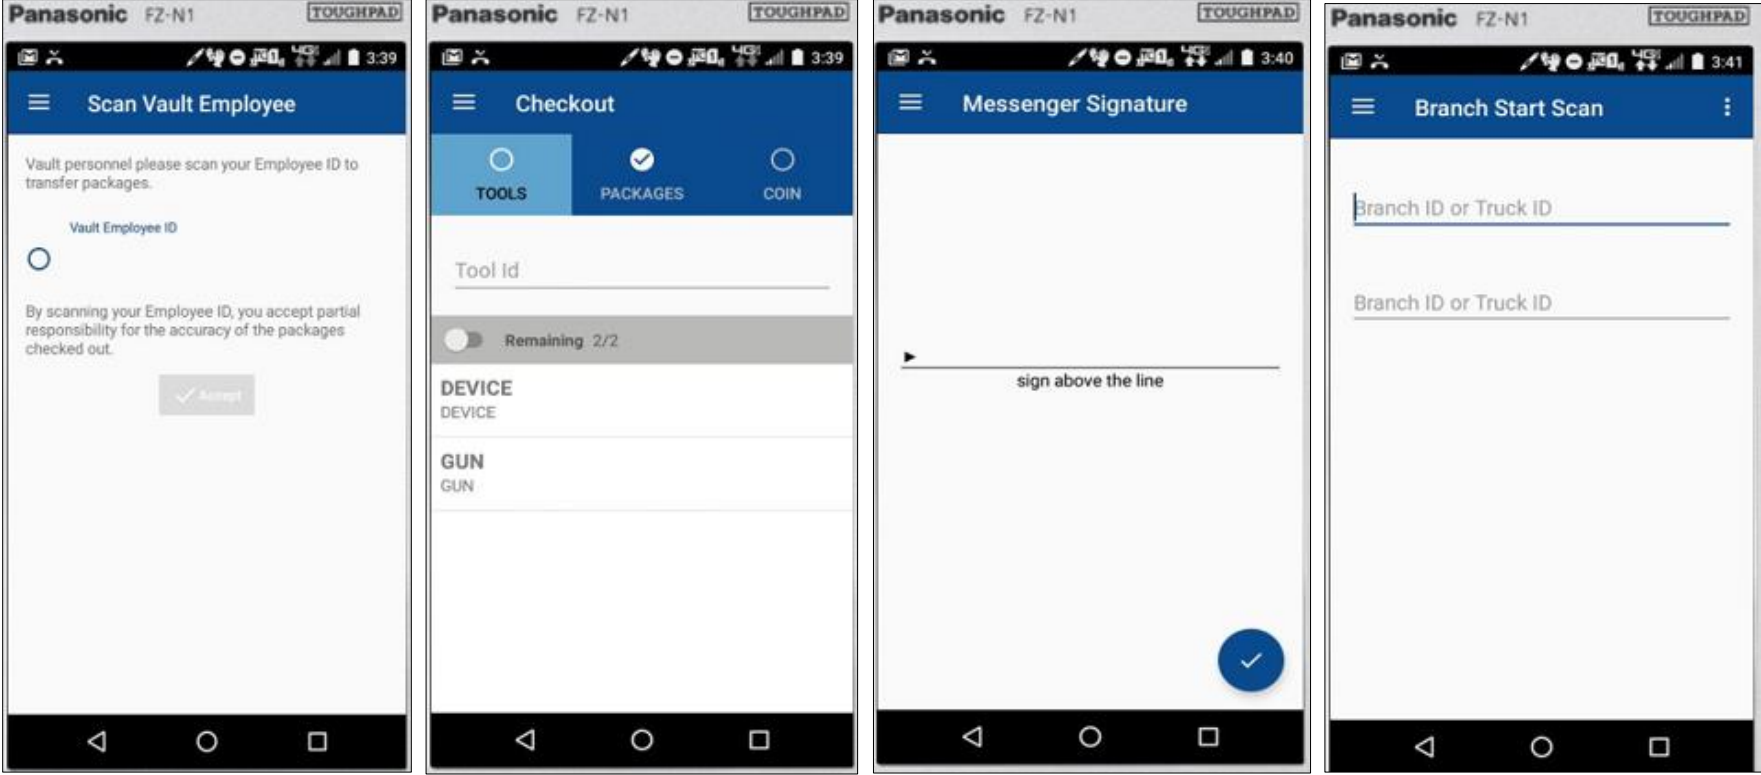 Panasonic FZ-N1 TOUGHPAD
3:39
Scan Vault Employee
Vault personnel please scan your Employee ID to
transfer packages.
Vault Employee ID
By scanning your Employee ID, you accept partial
responsibility for the accuracy of the packages
checked out.
Accept
Panasonic FZ-N1 TOUGHPAD
4G 3:39
Checkout
TOOLS PACKAGES COIN
Tool Id
Remaining 2/2
DEVICE
DEVICE
GUN
GUN
Panasonic FZ-N1 TOUGHPAD
4G 3:40
Messenger Signature
sign above the line
Panasonic FZ-N1 TOUGHPAD
4G 3:41
Branch Start Scan
Branch ID or Truck ID
Branch ID or Truck ID